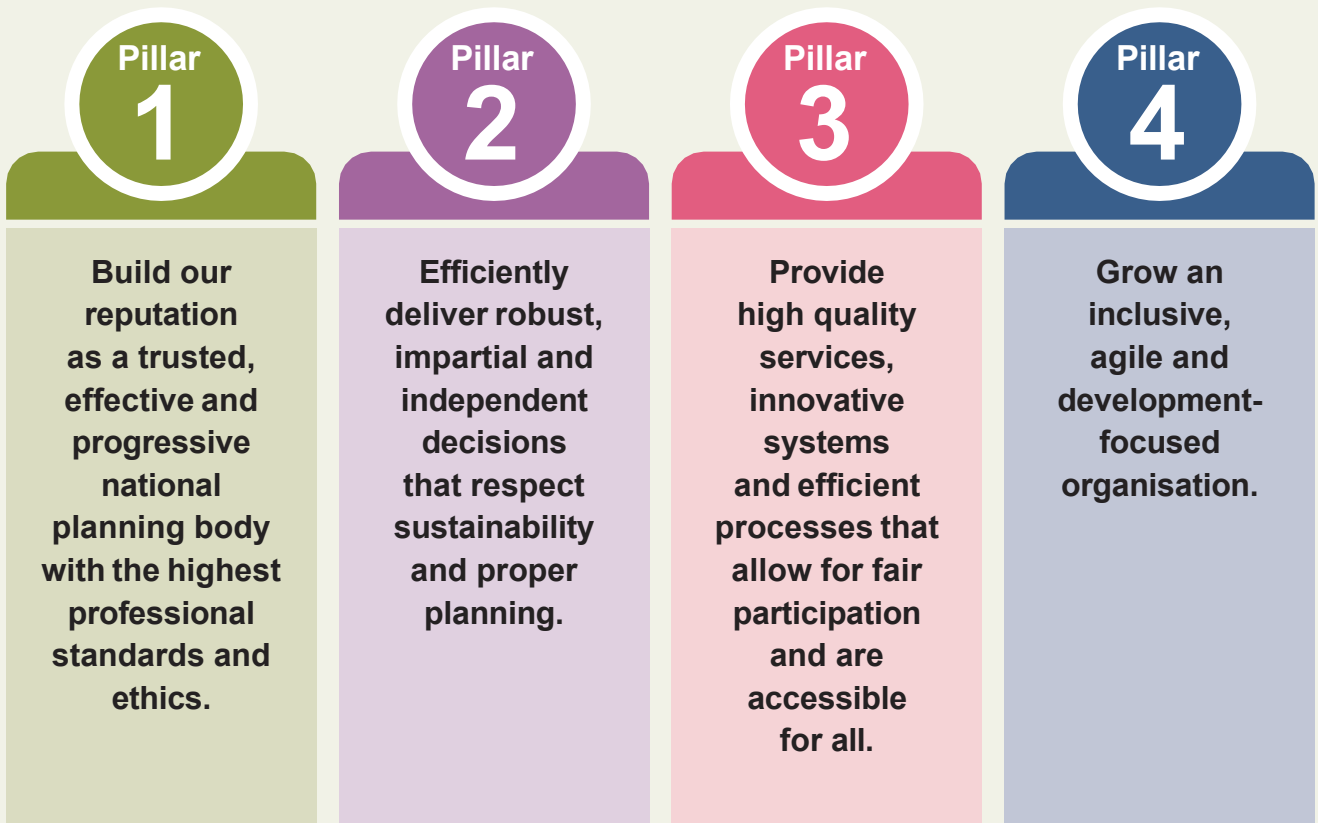 Pillar
1
Build our
reputation
as a trusted,
effective and
progressive
national
planning body
with the highest
professional
standards and
ethics.
Pillar
2
Efficiently
deliver robust,
impartial and
independent
decisions
that respect
sustainability
and proper
planning.
Pillar
3
Provide
high quality
services,
innovative
systems
and efficient
processes that
allow for fair
participation
and are
accessible
for all.
Pillar
4
Grow an
inclusive,
agile and
development-
focused
organisation.